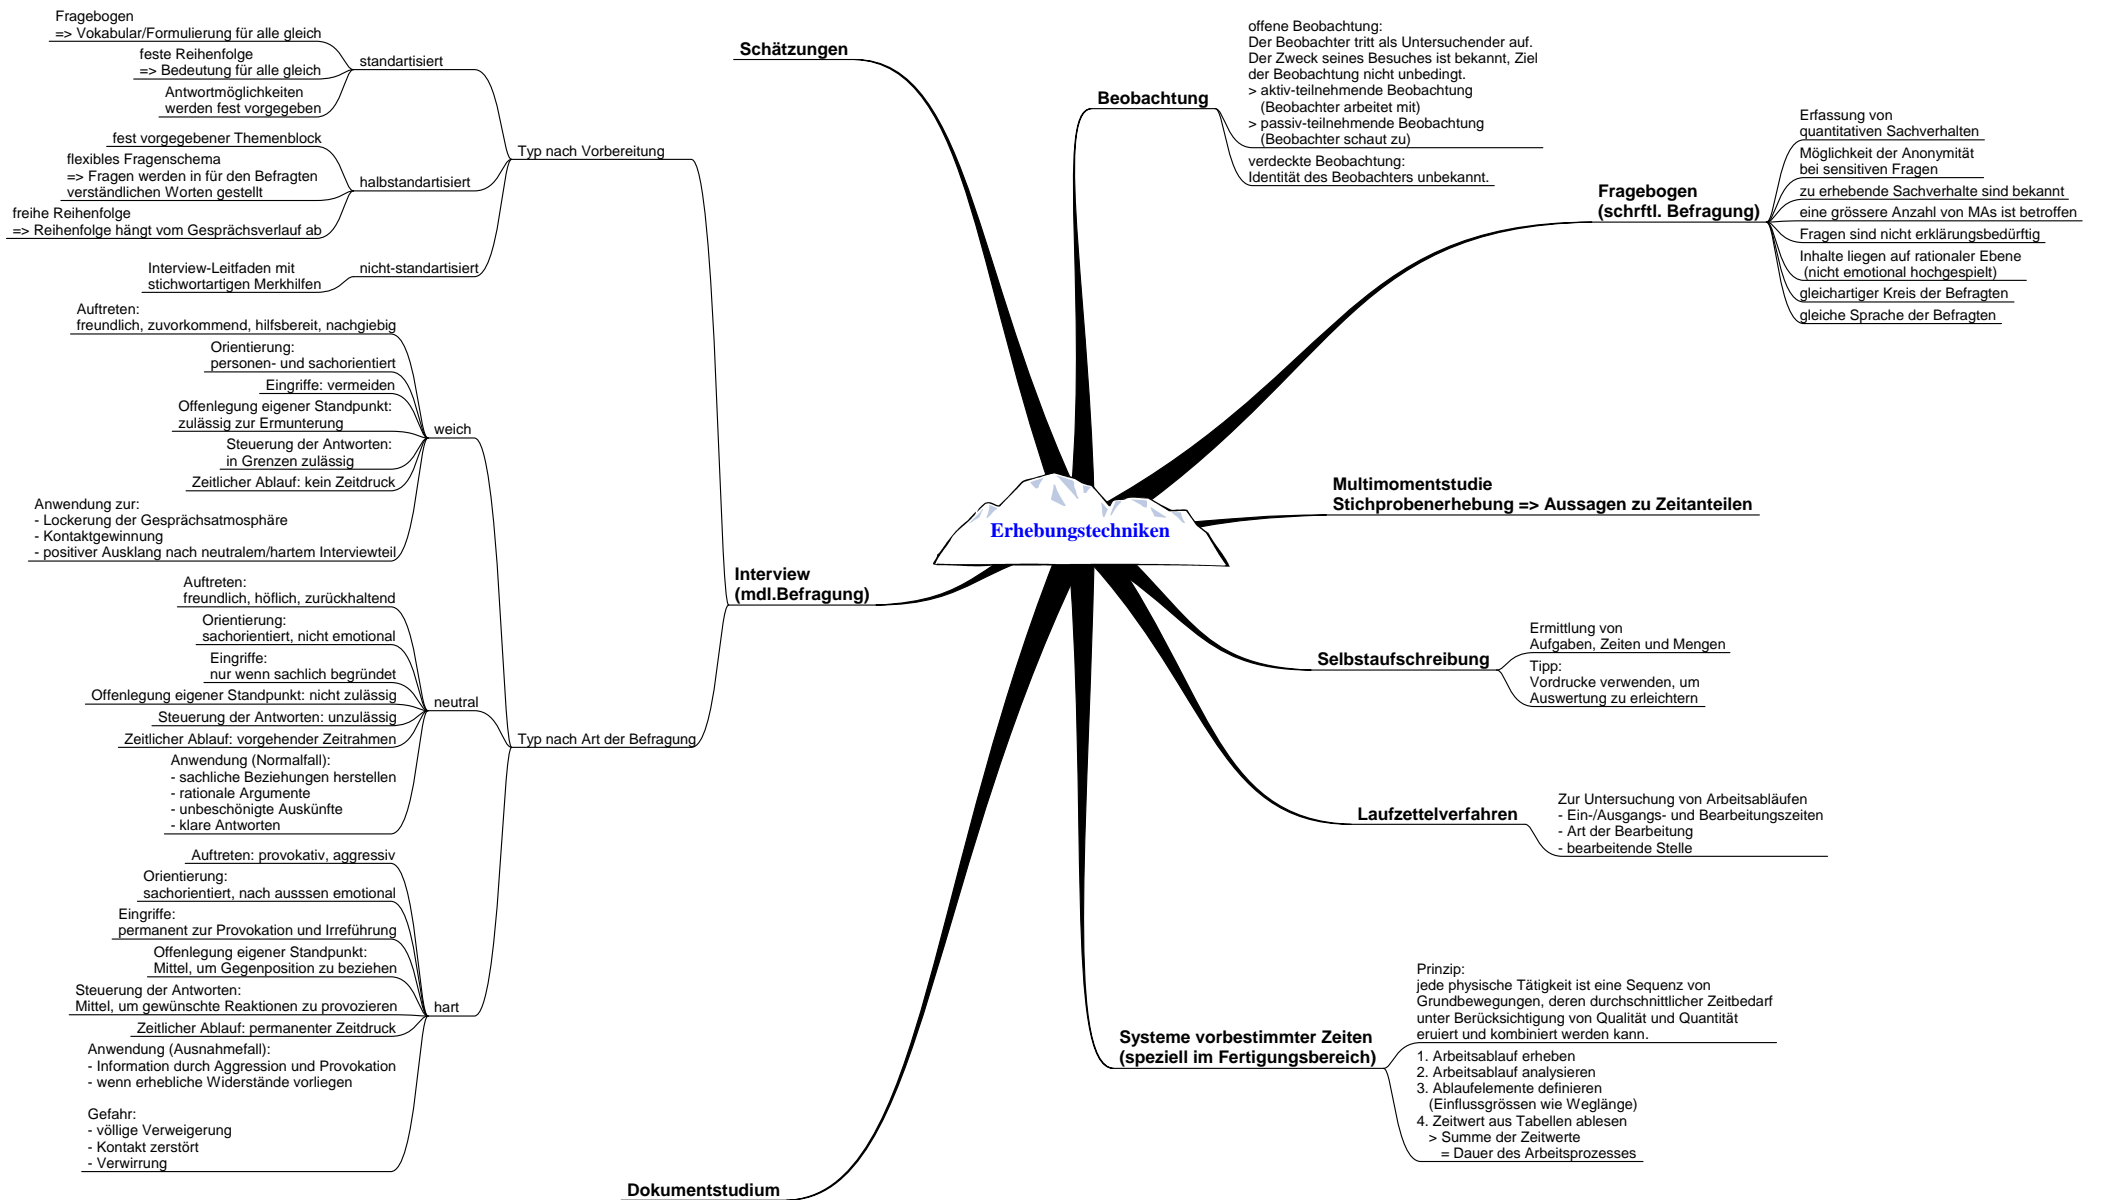 Erhebungstechniken
Schätzungen
Interview
(mdl.Befragung)
Typ nach Vorbereitung
standartisiert
Fragebogen
=> Vokabular/Formulierung für alle gleich
feste Reihenfolge
=> Bedeutung für alle gleich
Antwortmöglichkeiten
werden fest vorgegeben
halbstandartisiert
fest vorgegebener Themenblock
flexibles Fragenschema
=> Fragen werden in für den Befragten
verständlichen Worten gestellt
freihe Reihenfolge
=> Reihenfolge hängt vom Gesprächsverlauf ab
nicht-standartisiert
Interview-Leitfaden mit
stichwortartigen Merkhilfen
Typ nach Art der Befragung
weich
Auftreten:
freundlich, zuvorkommend, hilfsbereit, nachgiebig
Orientierung:
personen- und sachorientiert
Eingriffe: vermeiden
Offenlegung eigener Standpunkt:
zulässig zur Ermunterung
Steuerung der Antworten:
in Grenzen zulässig
Zeitlicher Ablauf: kein Zeitdruck
Anwendung zur:
- Lockerung der Gesprächsatmosphäre
- Kontaktgewinnung
- positiver Ausklang nach neutralem/hartem Interviewteil
neutral
Auftreten:
freundlich, höflich, zurückhaltend
Orientierung:
sachorientiert, nicht emotional
Eingriffe:
nur wenn sachlich begründet
Offenlegung eigener Standpunkt: nicht zulässig
Steuerung der Antworten: unzulässig
Zeitlicher Ablauf: vorgehender Zeitrahmen
Anwendung (Normalfall):
- sachliche Beziehungen herstellen
- rationale Argumente
- unbeschönigte Auskünfte
- klare Antworten
hart
Auftreten: provokativ, aggressiv
Orientierung:
sachorientiert, nach ausssen emotional
Eingriffe:
permanent zur Provokation und Irreführung
Offenlegung eigener Standpunkt:
Mittel, um Gegenposition zu beziehen
Steuerung der Antworten:
Mittel, um gewünschte Reaktionen zu provozieren
Zeitlicher Ablauf: permanenter Zeitdruck
Anwendung (Ausnahmefall):
- Information durch Aggression und Provokation
- wenn erhebliche Widerstände vorliegen
Gefahr:
- völlige Verweigerung
- Kontakt zerstört
- Verwirrung
Dokumentstudium
Beobachtung
offene Beobachtung:
Der Beobachter tritt als Untersuchender auf.
Der Zweck seines Besuches ist bekannt, Ziel
der Beobachtung nicht unbedingt.
> aktiv-teilnehmende Beobachtung
(Beobachter arbeitet mit)
> passiv-teilnehmende Beobachtung
(Beobachter schaut zu)
verdeckte Beobachtung:
Identität des Beobachters unbekannt.
Fragebogen
(schrftl. Befragung)
Erfassung von
quantitativen Sachverhalten
Möglichkeit der Anonymität
bei sensitiven Fragen
zu erhebende Sachverhalte sind bekannt
eine grössere Anzahl von MAs ist betroffen
Fragen sind nicht erklärungsbedürftig
Inhalte liegen auf rationaler Ebene
(nicht emotional hochgespielt)
gleichartiger Kreis der Befragten
gleiche Sprache der Befragten
Multimomentstudie
Stichprobenerhebung => Aussagen zu Zeitanteilen
Selbstaufschreibung
Ermittlung von
Aufgaben, Zeiten und Mengen
Tipp:
Vordrucke verwenden, um
Auswertung zu erleichtern
Laufzettelverfahren
Zur Untersuchung von Arbeitsabläufen
- Ein-/Ausgangs- und Bearbeitungszeiten
- Art der Bearbeitung
- bearbeitende Stelle
Systeme vorbestimmter Zeiten
(speziell im Fertigungsbereich)
Prinzip:
jede physische Tätigkeit ist eine Sequenz von
Grundbewegungen, deren durchschnittlicher Zeitbedarf
unter Berücksichtigung von Qualität und Quantität
eruiert und kombiniert werden kann.
1. Arbeitsablauf erheben
2. Arbeitsablauf analysieren
3. Ablaufelemente definieren
(Einflussgrössen wie Weglänge)
4. Zeitwert aus Tabellen ablesen
> Summe der Zeitwerte
= Dauer des Arbeitsprozesses